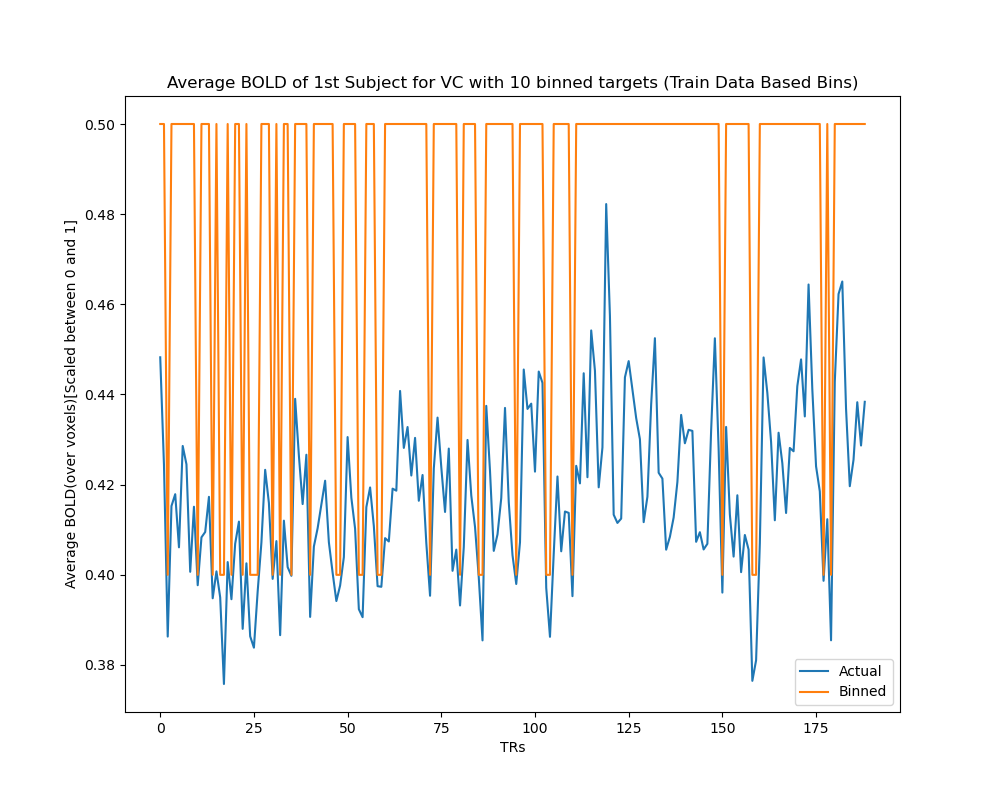 Average BOLD of 1st Subject for VC with 10 binned targets (Train Data Based Bins)
Average BOLD(over voxels)[Scaled between 0 and 1]
0.50
0.48
0.46
0.44
0.42
0.40
0.38
0 25 50 75 100 125 150 175
TRs
Actual
Binned